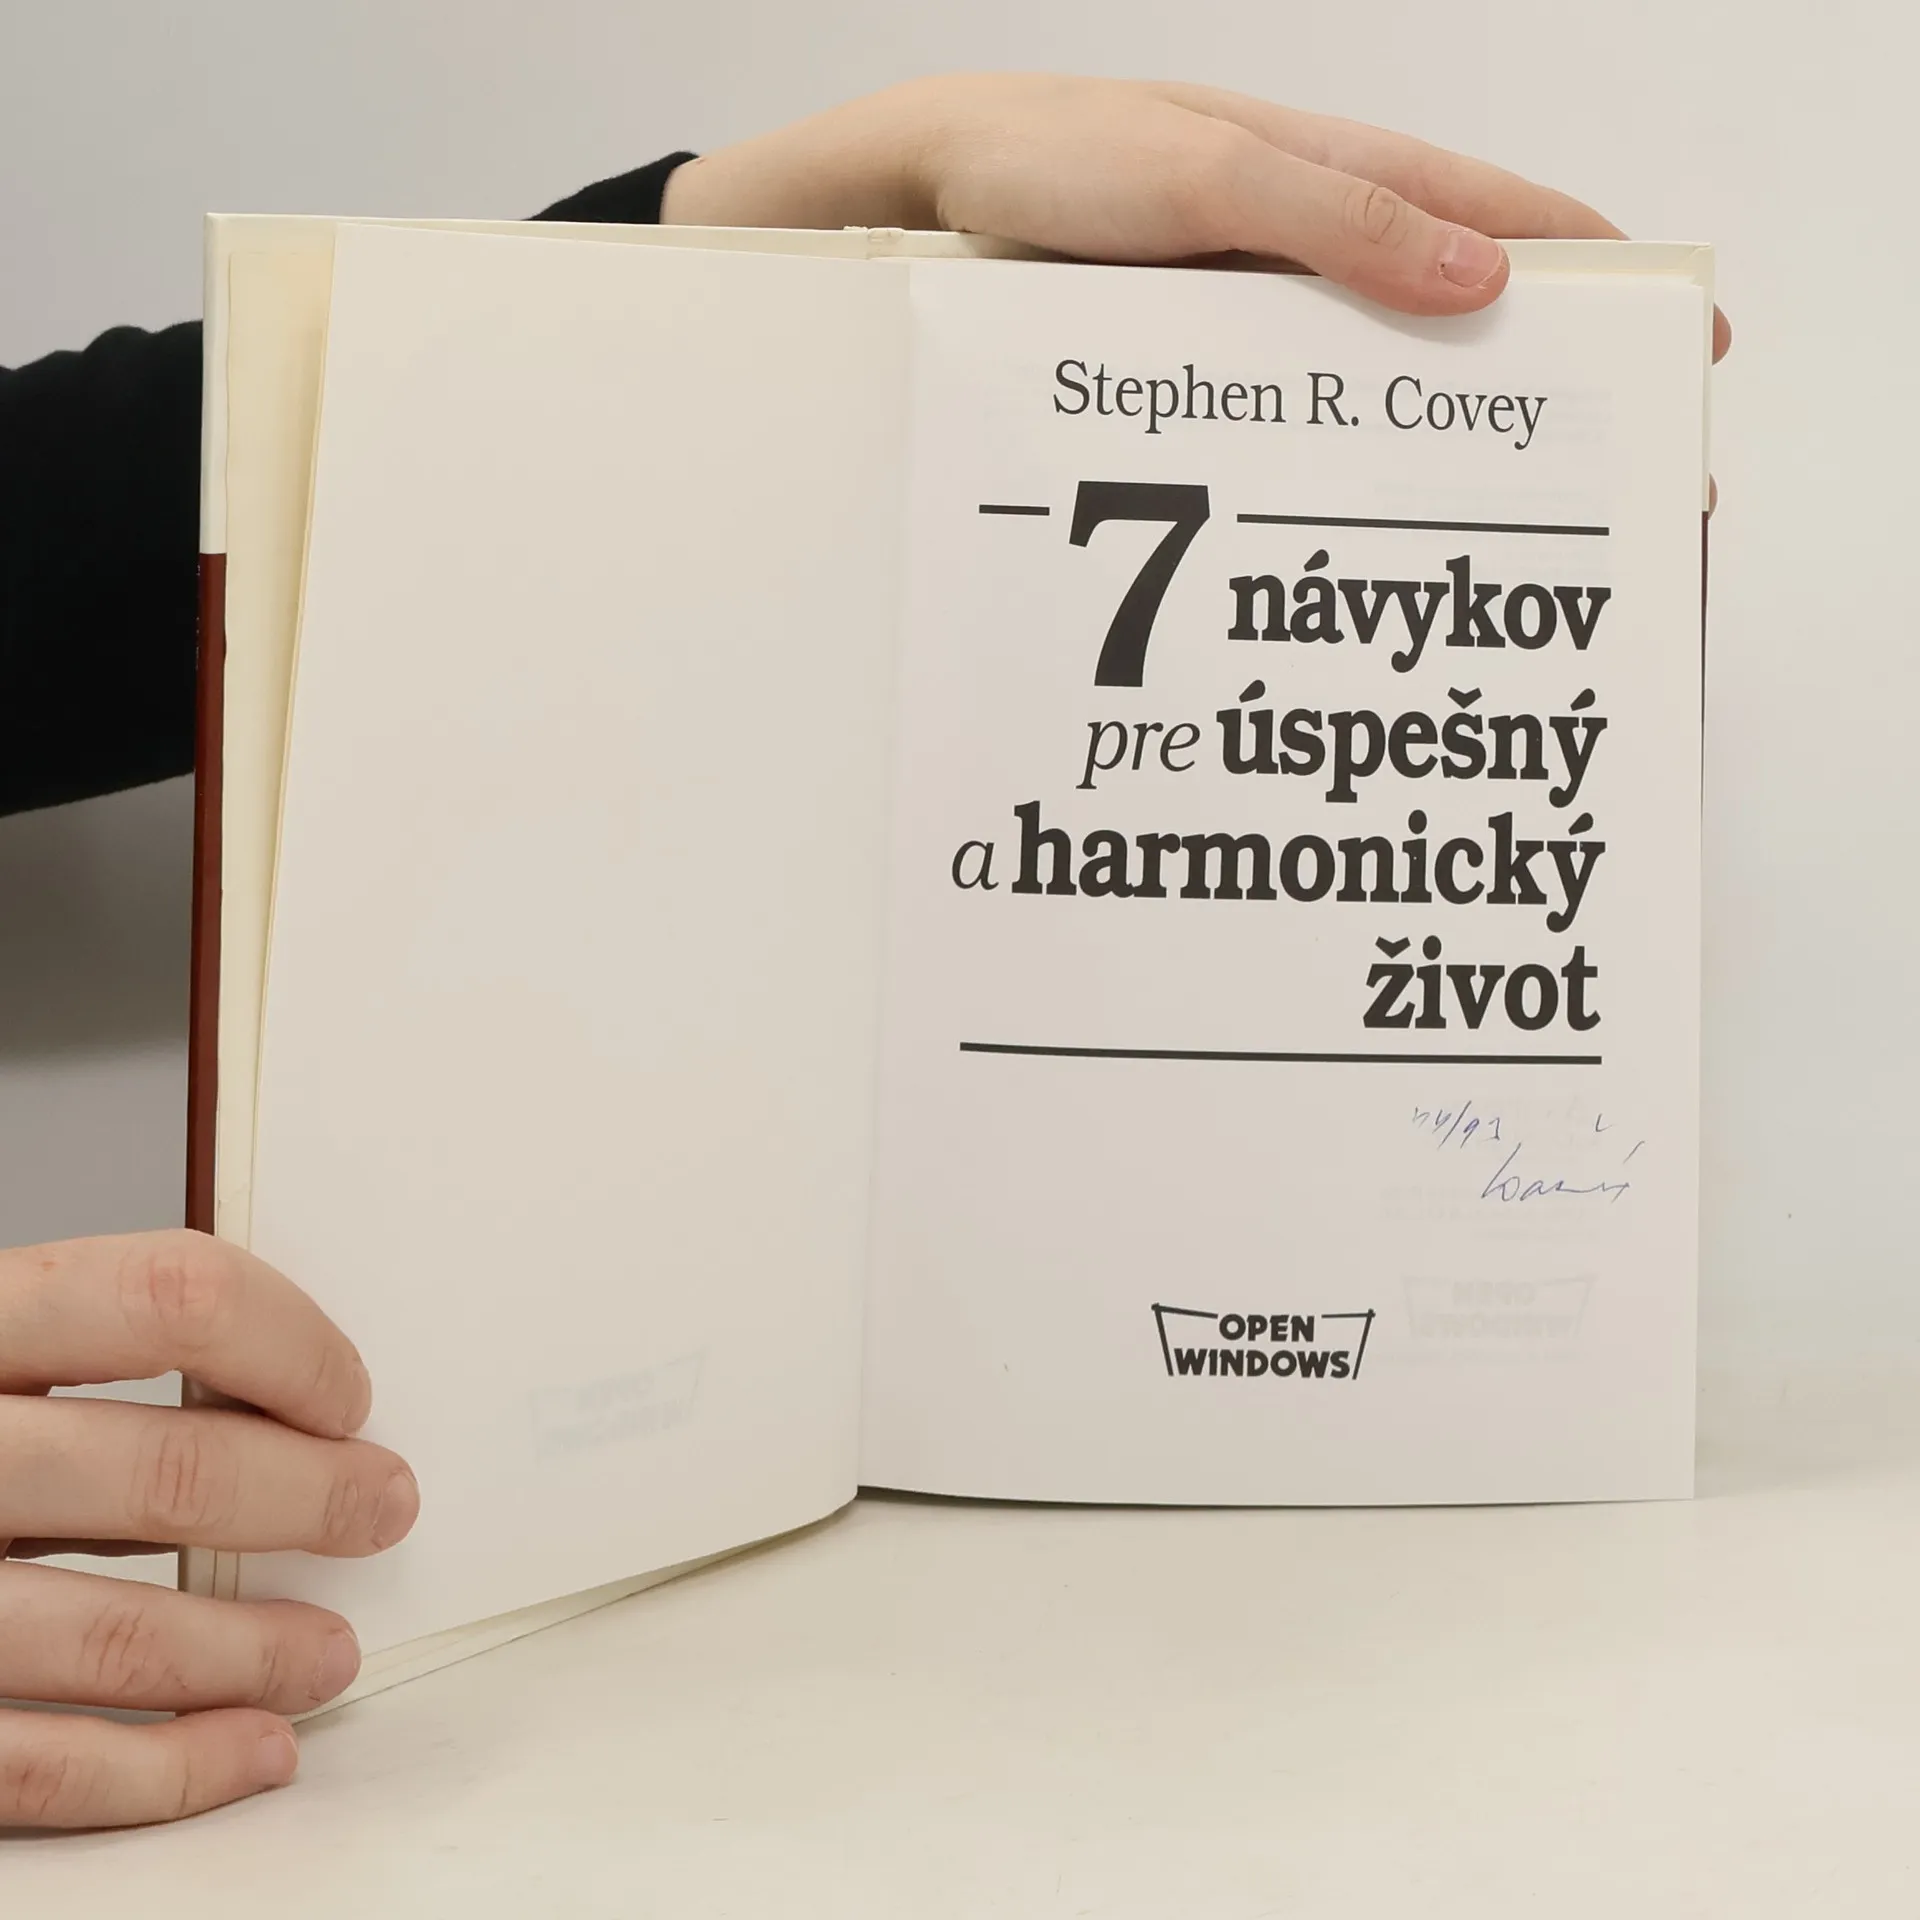 Stephen R. Covey
7 návykov
pre úspešný
a harmonický
život
OPEN
WINDOWS